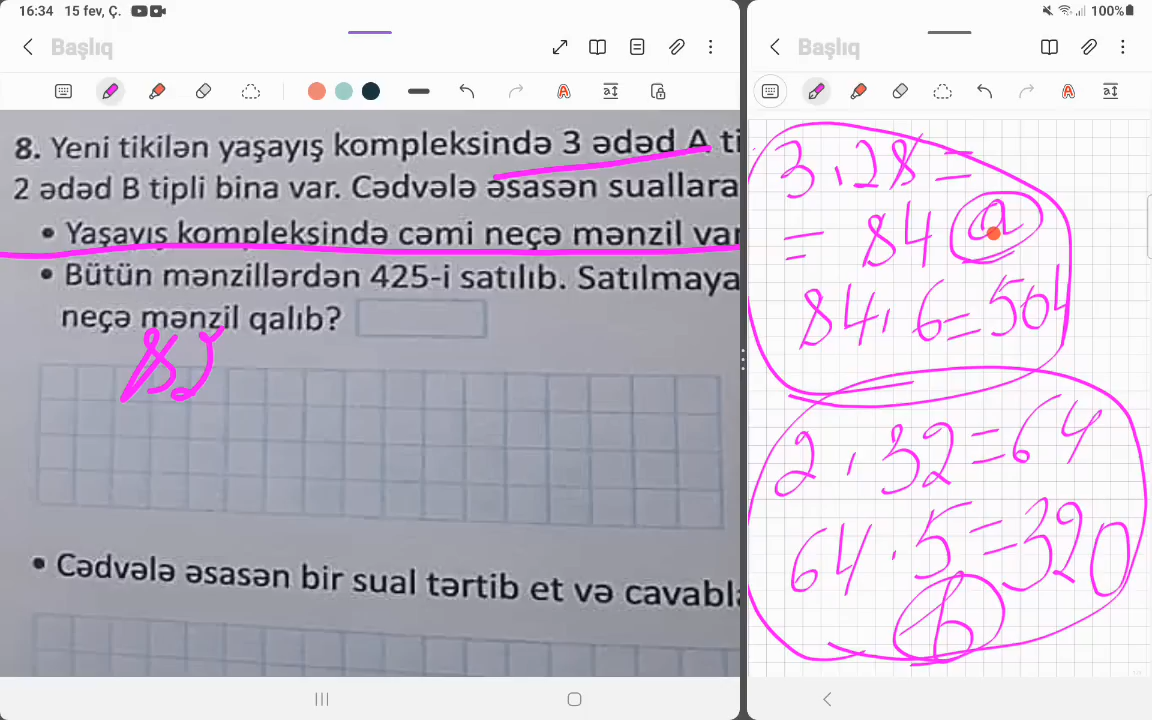 16:34 15 fev, Ç.
100%
Başlıq
Başlıq
8. Yeni tikilən yaşayış kompleksində 3 ədəd A ti
2 ədəd B tipli bina var. Cədvələ əsasən suallara
• Yaşayış kompleksində cəmi neçə mənzil var
• Bütün mənzillərdən 425-i satılıb. Satılmaya
neçə mənzil qalıb?
• Cədvələ əsasən bir sual tərtib et və cavabla
3 . 28 =
= 84 a
84 . 6 = 504
2 . 32 = 64
64 . 5 = 320
b